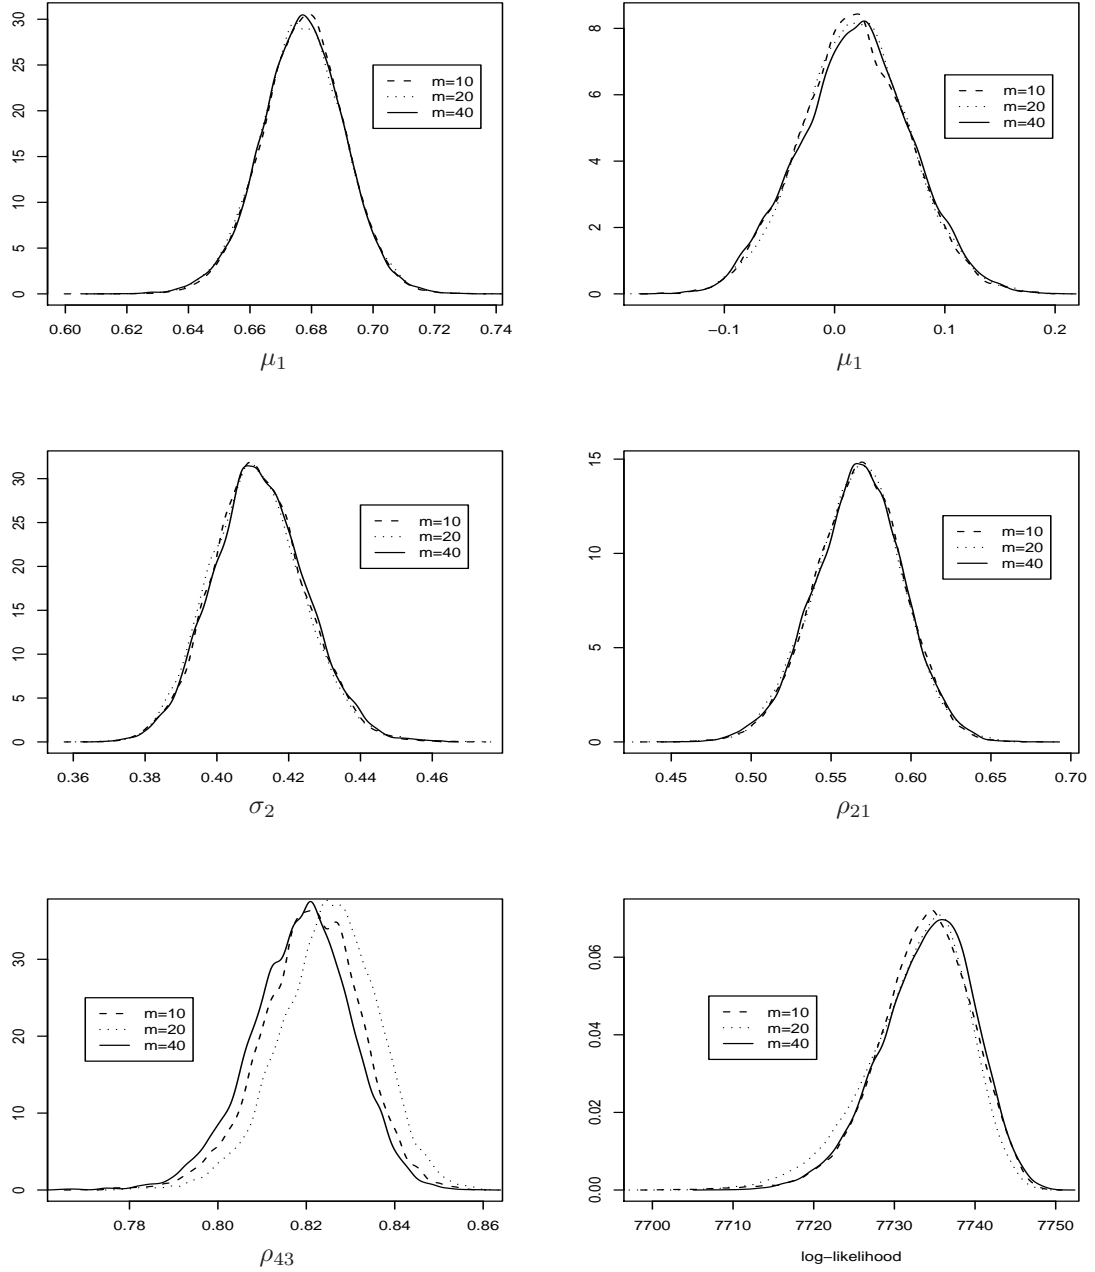 30
25
20
15
10
5
0
m=10
m=20
m=40
0.60 0.62 0.64 0.66 0.68 0.70 0.72 0.74
μ1
8
6
4
2
0
m=10
m=20
m=40
−0.1 0.0 0.1 0.2
μ1
30
25
20
15
10
5
0
m=10
m=20
m=40
0.36 0.38 0.40 0.42 0.44 0.46
σ2
15
10
5
0
m=10
m=20
m=40
0.45 0.50 0.55 0.60 0.65 0.70
ρ21
30
20
10
0
m=10
m=20
m=40
0.78 0.80 0.82 0.84 0.86
ρ43
0.06
0.04
0.02
0.00
m=10
m=20
m=40
7700 7710 7720 7730 7740 7750
log−likelihood